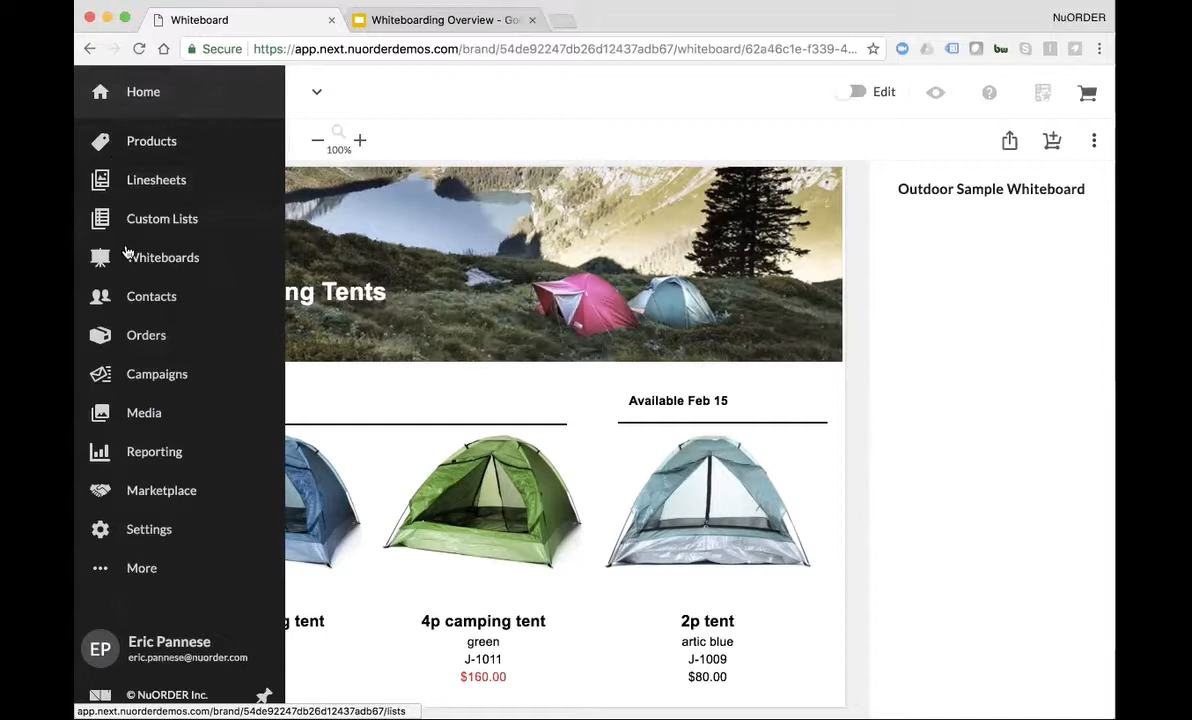 Whiteboard
Whiteboarding Overview - Go
NuORDER
Secure
https://app.next.nuorderdemos.com/brand/54de92247db26d12437adb67/whiteboard/62a46c1e-f339-4...
bw
Home
Edit
Products
100%
Linesheets
Outdoor Sample Whiteboard
Custom Lists
Whiteboards
Contacts
ng Tents
Orders
Campaigns
Available Feb 15
Media
Reporting
Marketplace
Settings
More
g tent
4p camping tent
green
J-1011
$160.00
2p tent
artic blue
J-1009
$80.00
EP
Eric Pannese
eric.pannese@nuorder.com
© NuORDER Inc.
app.next.nuorderdemos.com/brand/54de92247db26d12437adb67/lists